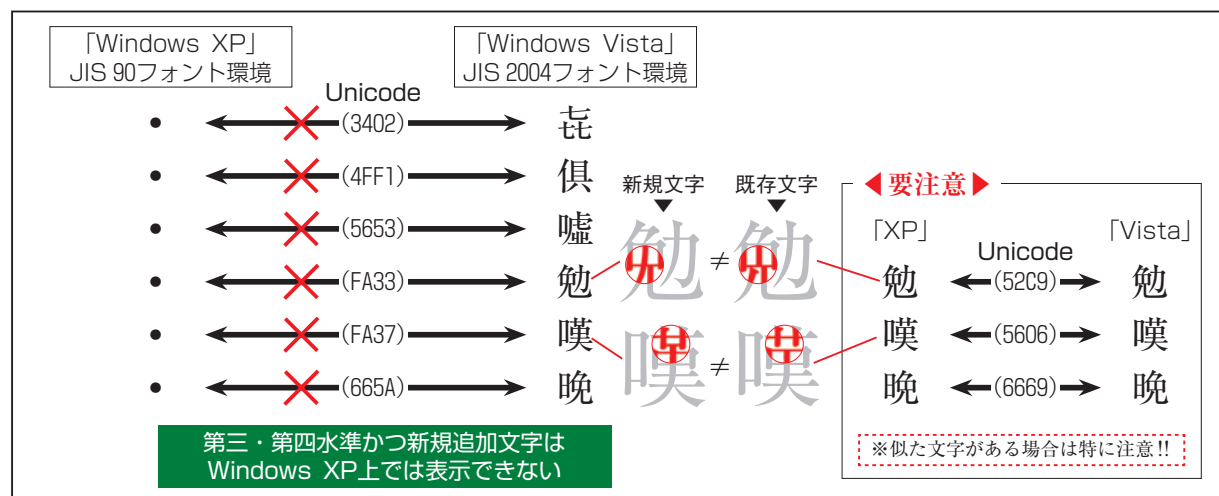 「Windows XP」
JIS 90フォント環境
「Windows Vista」
JIS 2004フォント環境
Unicode
• (3402) 㐂
• (4FF1) 俱
• (5653) 噓
• (FA33) 勉
• (FA37) 嘆
• (665A) 晚
新規文字
既存文字
勉 ≠ 勉
嘆 ≠ 嘆
要注意
「XP」
「Vista」
Unicode
勉 (52C9) 勉
嘆 (5606) 嘆
晩 (6669) 晩
※似た文字がある場合は特に注意!!
第三・第四水準かつ新規追加文字は
Windows XP上では表示できない